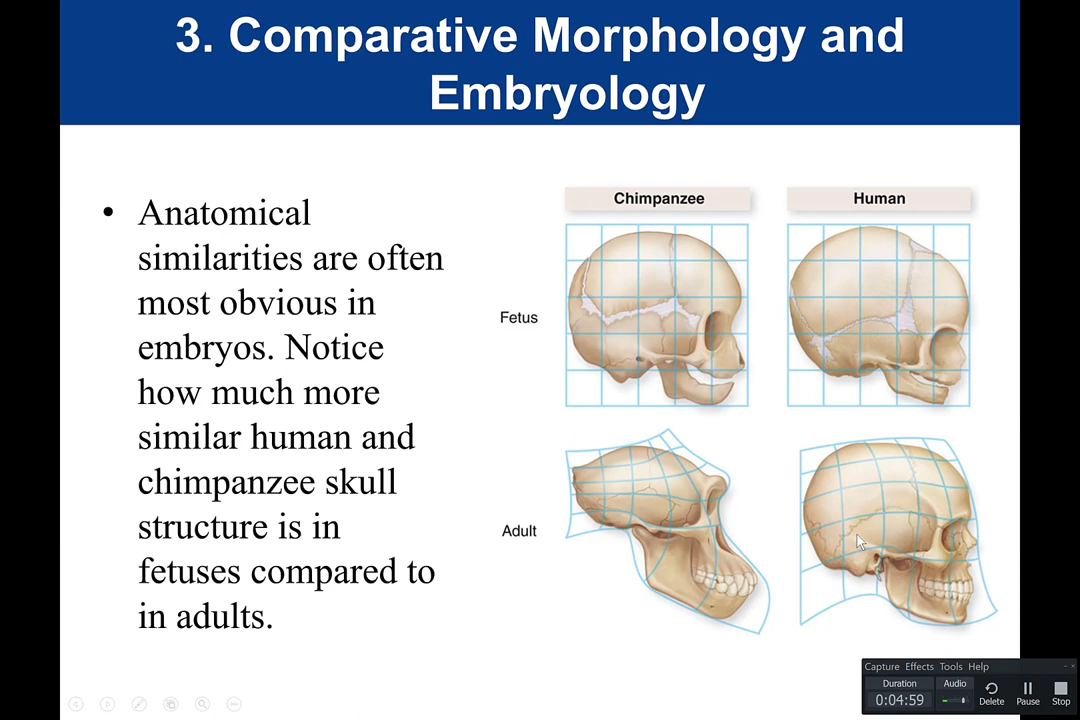 3. Comparative Morphology and
Embryology
• Anatomical
similarities are often
most obvious in
embryos. Notice
how much more
similar human and
chimpanzee skull
structure is in
fetuses compared to
in adults.
Chimpanzee
Human
Fetus
Adult
Capture Effects Tools Help
Duration
Audio
0:04:59
Delete
Pause
Stop